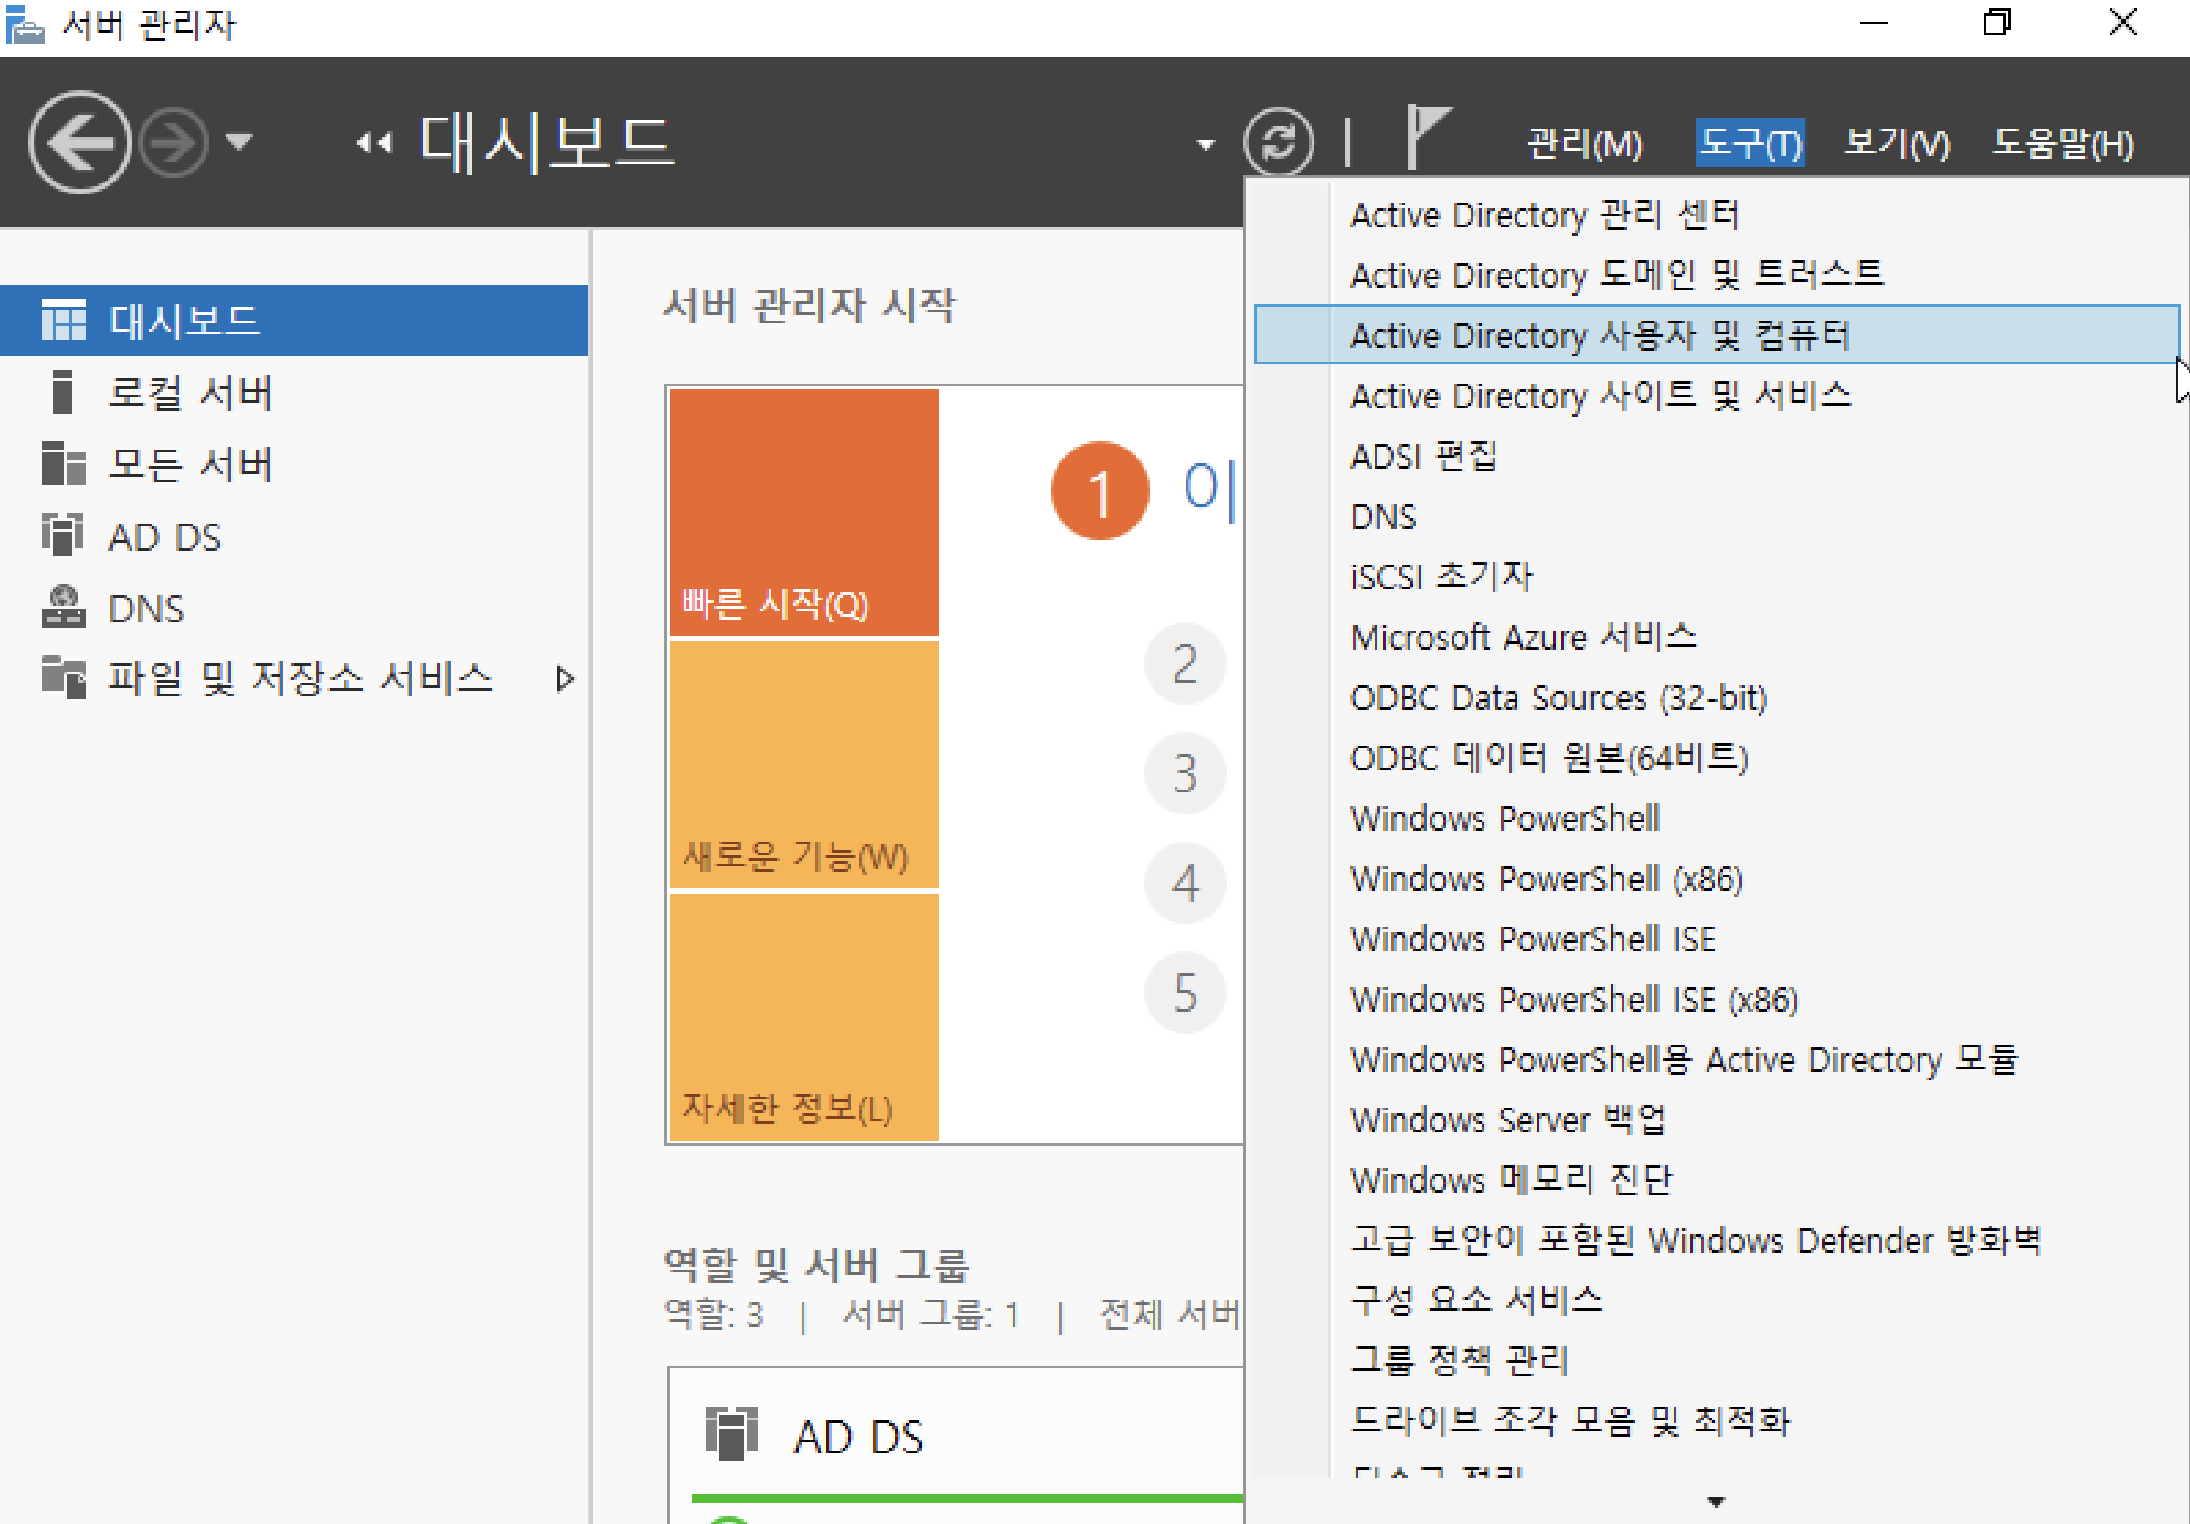 서버 관리자
대시보드
관리(M) 도구(T) 보기(V) 도움말(H)
대시보드
로컬 서버
모든 서버
AD DS
DNS
파일 및 저장소 서비스
서버 관리자 시작
빠른 시작(Q)
새로운 기능(W)
자세한 정보(L)
1 이
2
3
4
5
역할 및 서버 그룹
역할: 3 | 서버 그룹: 1 | 전체 서버
AD DS
Active Directory 관리 센터
Active Directory 도메인 및 트러스트
Active Directory 사용자 및 컴퓨터
Active Directory 사이트 및 서비스
ADSI 편집
DNS
iSCSI 초기자
Microsoft Azure 서비스
ODBC Data Sources (32-bit)
ODBC 데이터 원본(64비트)
Windows PowerShell
Windows PowerShell (x86)
Windows PowerShell ISE
Windows PowerShell ISE (x86)
Windows PowerShell용 Active Directory 모듈
Windows Server 백업
Windows 메모리 진단
고급 보안이 포함된 Windows Defender 방화벽
구성 요소 서비스
그룹 정책 관리
드라이브 조각 모음 및 최적화